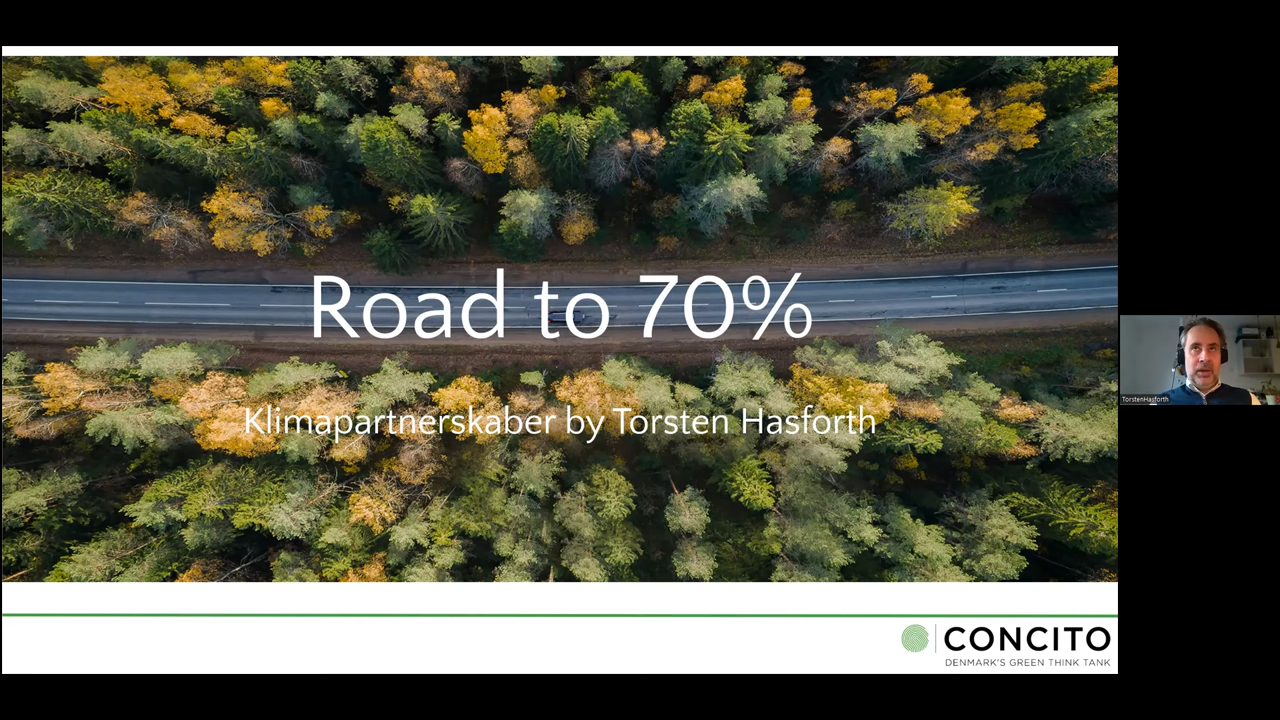 Road to 70%
Klimapartnerskaber by Torsten Hasforth
TorstenHasforth
CONCITO
DENMARK'S GREEN THINK TANK